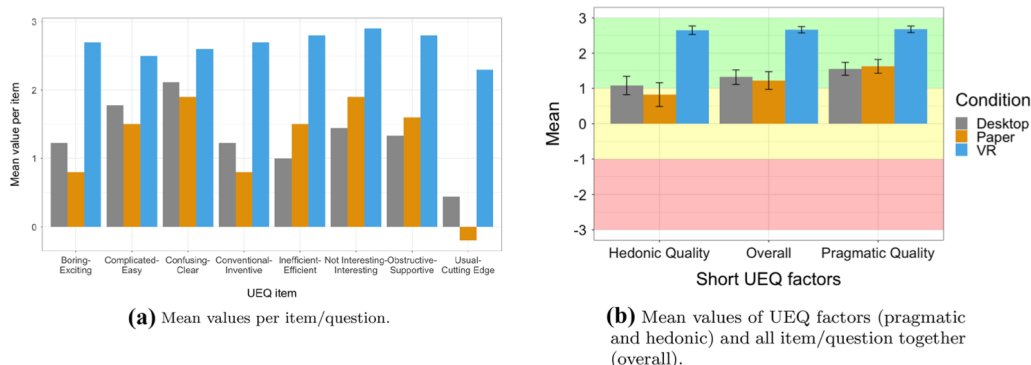 3
2
1
0
Mean value per item
Boring-
Exciting
Complicated-
Easy
Confusing-
Clear
Conventional-
Inventive
Inefficient-
Efficient
Not Interesting-
Interesting
Obstructive-
Supportive
Usual-
Cutting Edge
UEQ item
(a) Mean values per item/question.
3
2
1
0
-1
-2
-3
Mean
Hedonic Quality Overall Pragmatic Quality
Short UEQ factors
Condition
Desktop
Paper
VR
(b) Mean values of UEQ factors (pragmatic
and hedonic) and all item/question together
(overall).